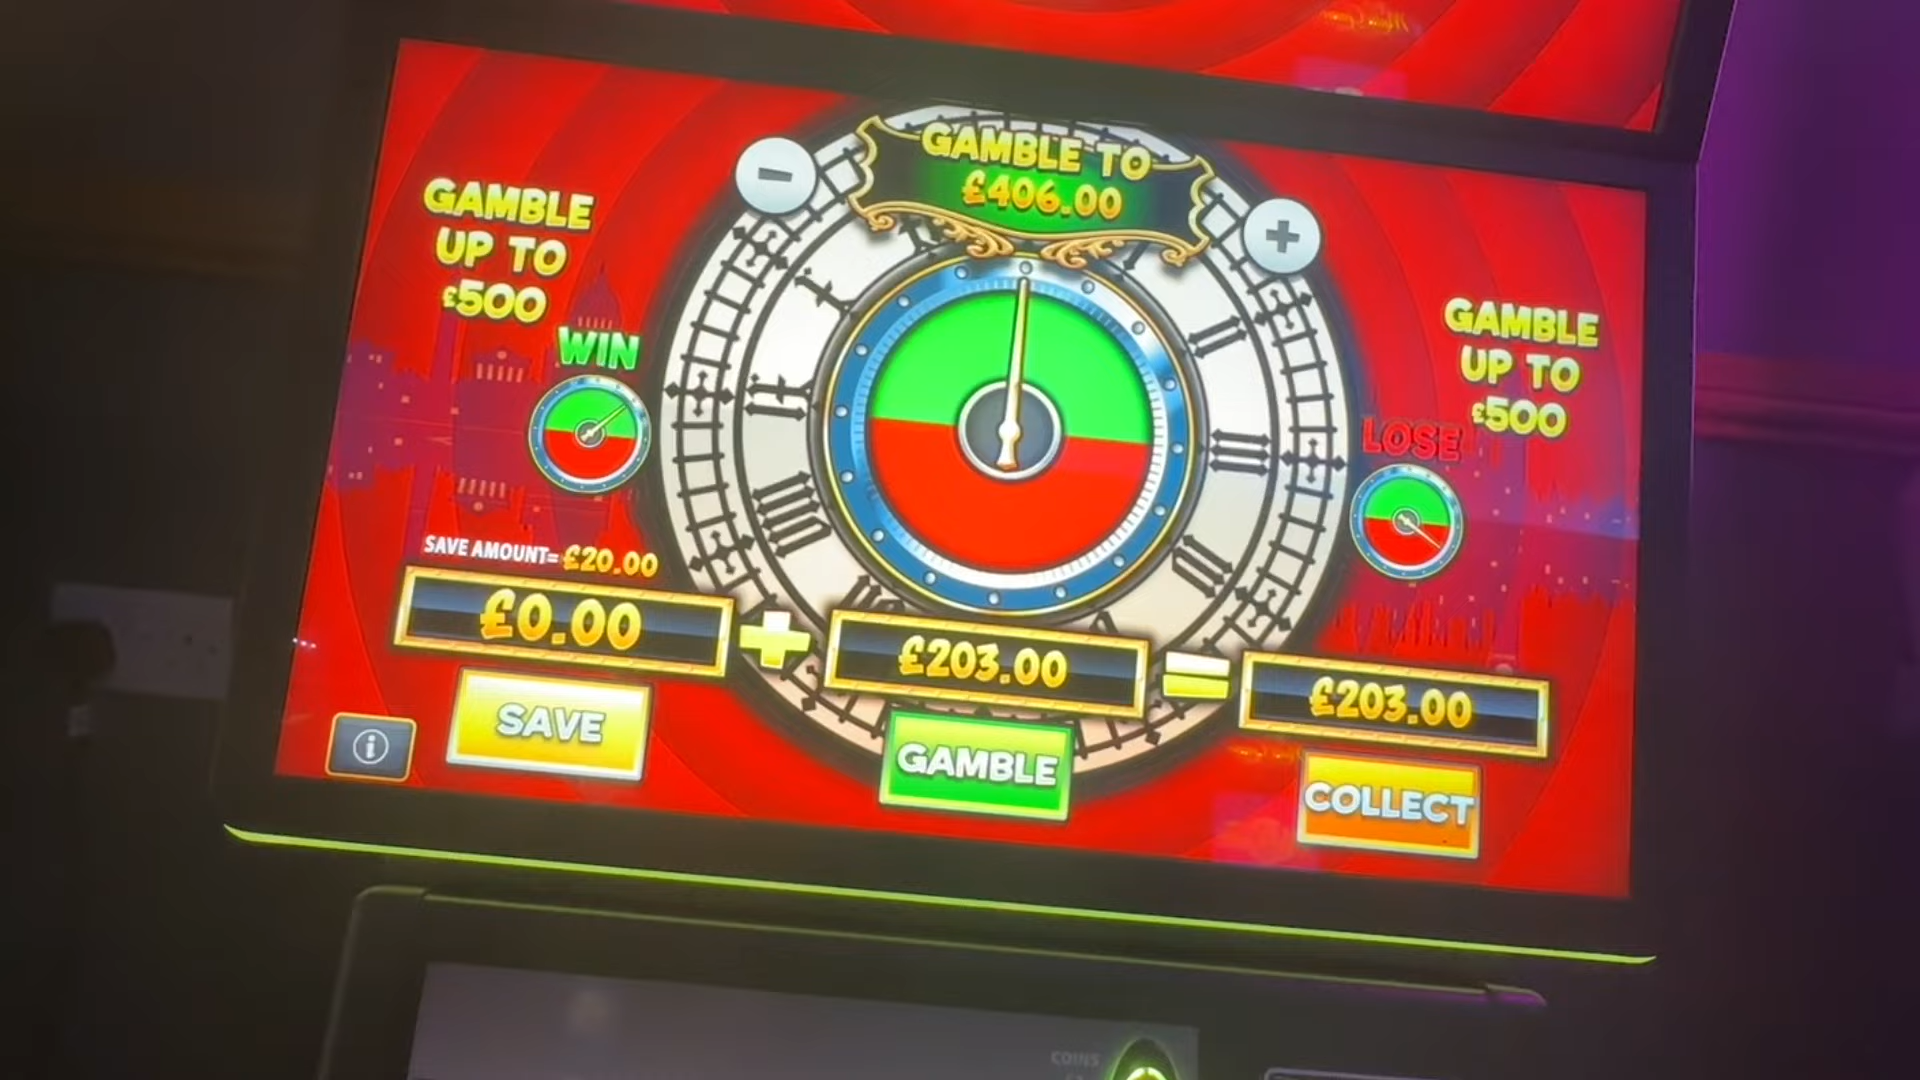 GAMBLE TO
£406.00
GAMBLE
UP TO
£500
WIN
GAMBLE
UP TO
£500
LOSE
SAVE AMOUNT= £20.00
£0.00
£203.00
£203.00
SAVE
GAMBLE
COLLECT
i
COINS